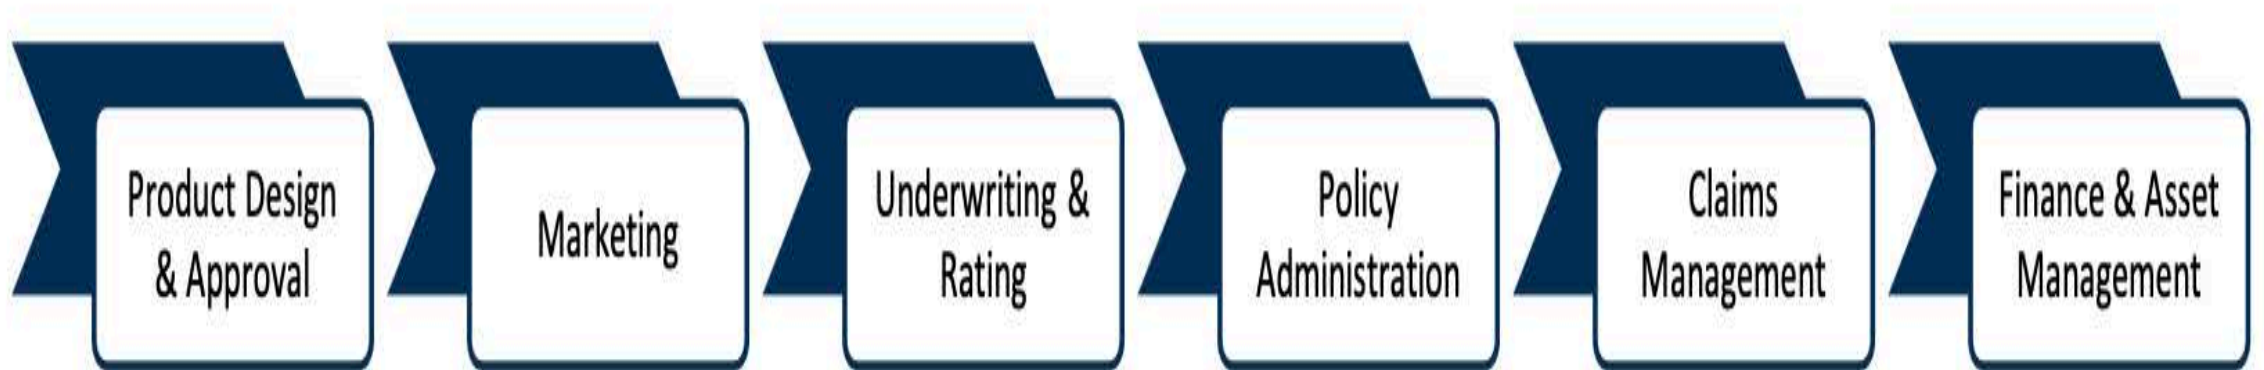 Product Design
& Approval
Marketing
Underwriting &
Rating
Policy
Administration
Claims
Management
Finance & Asset
Management